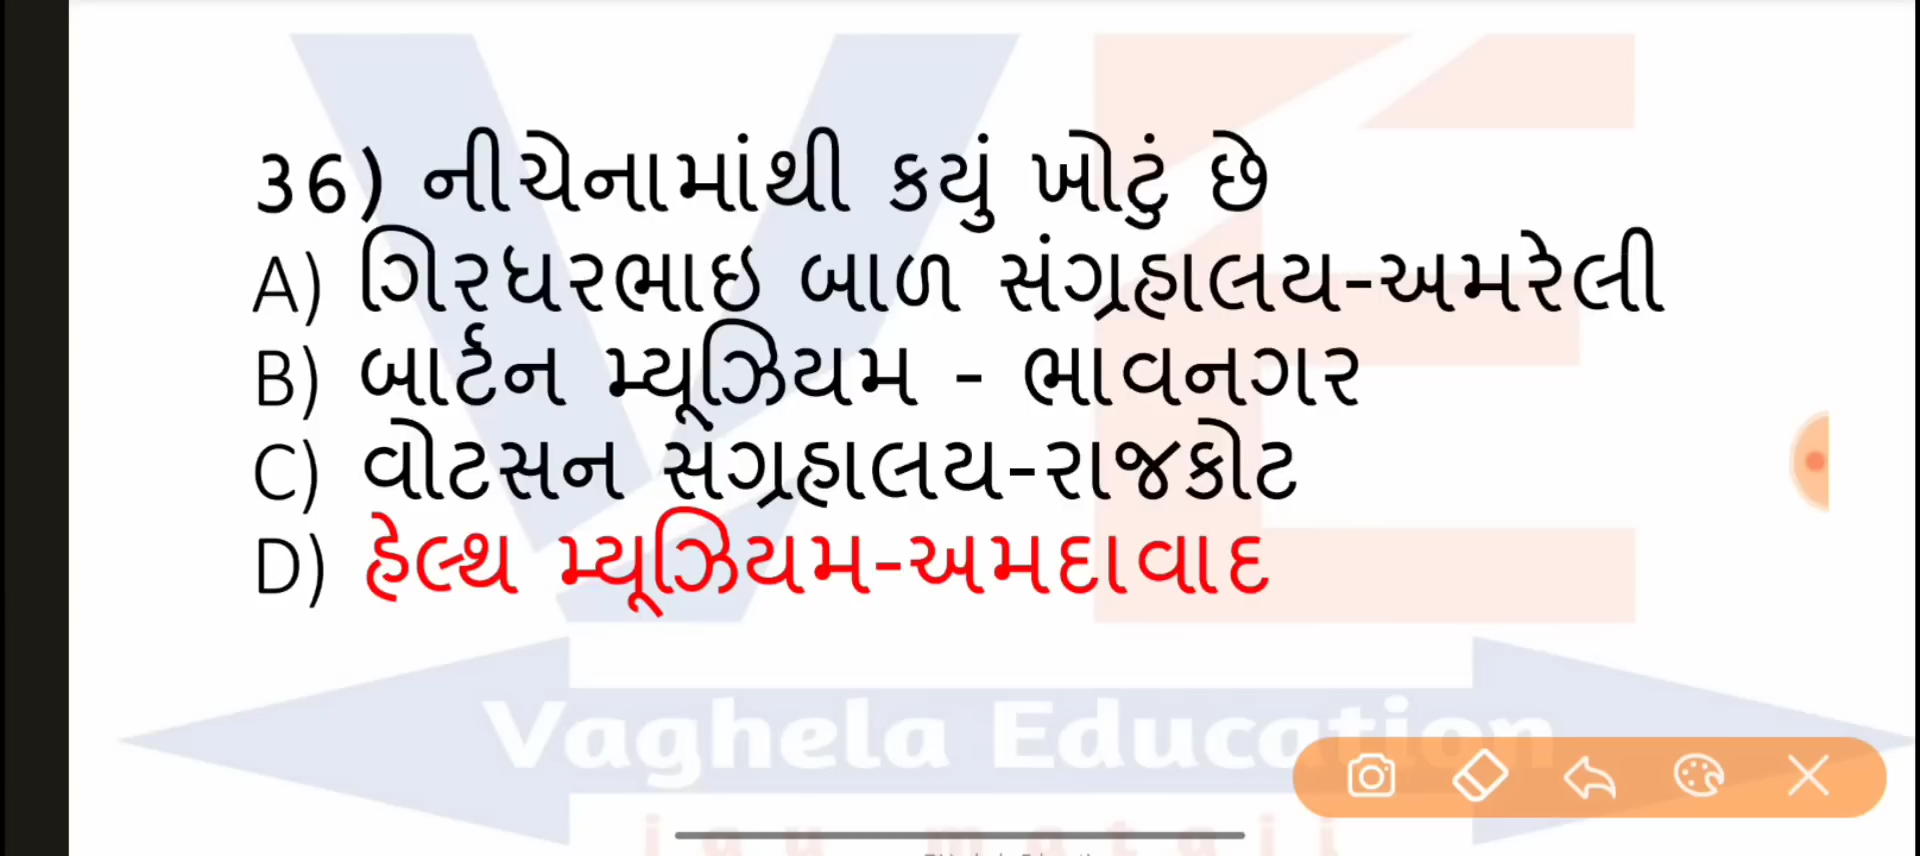 36) નીચેનામાંથી કયું ખોટું છે
A) ગિરધરભાઇ બાળ સંગ્રહાલય-અમરેલી
B) બાર્ટન મ્યૂઝિયમ - ભાવનગર
C) વોટસન સંગ્રહાલય-રાજકોટ
D) હેલ્થ મ્યૂઝિયમ-અમદાવાદ
Vaghela Education